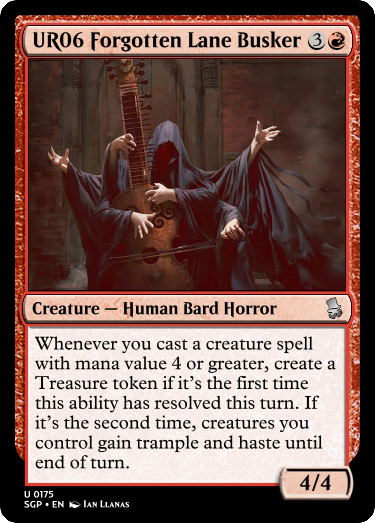 UR06 Forgotten Lane Busker 3
Creature — Human Bard Horror
Whenever you cast a creature spell
with mana value 4 or greater, create a
Treasure token if it's the first time
this ability has resolved this turn. If
it's the second time, creatures you
control gain trample and haste until
end of turn.
4/4
U 0175
SGP • EN Ian Llanas